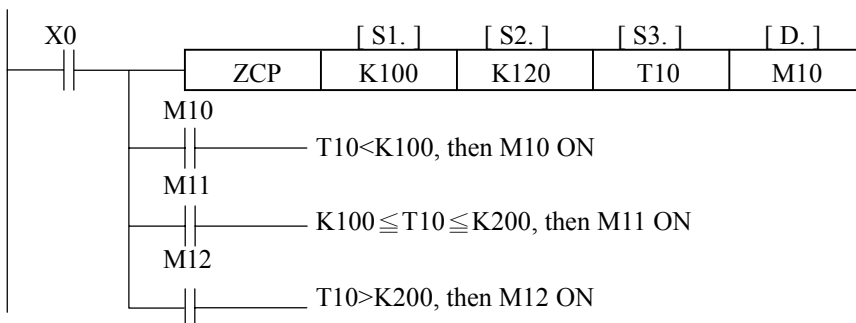 X0 [ S1. ] [ S2. ] [ S3. ] [ D. ]
ZCP K100 K120 T10 M10
M10
T10<K100, then M10 ON
M11
K100≦T10≦K200, then M11 ON
M12
T10>K200, then M12 ON